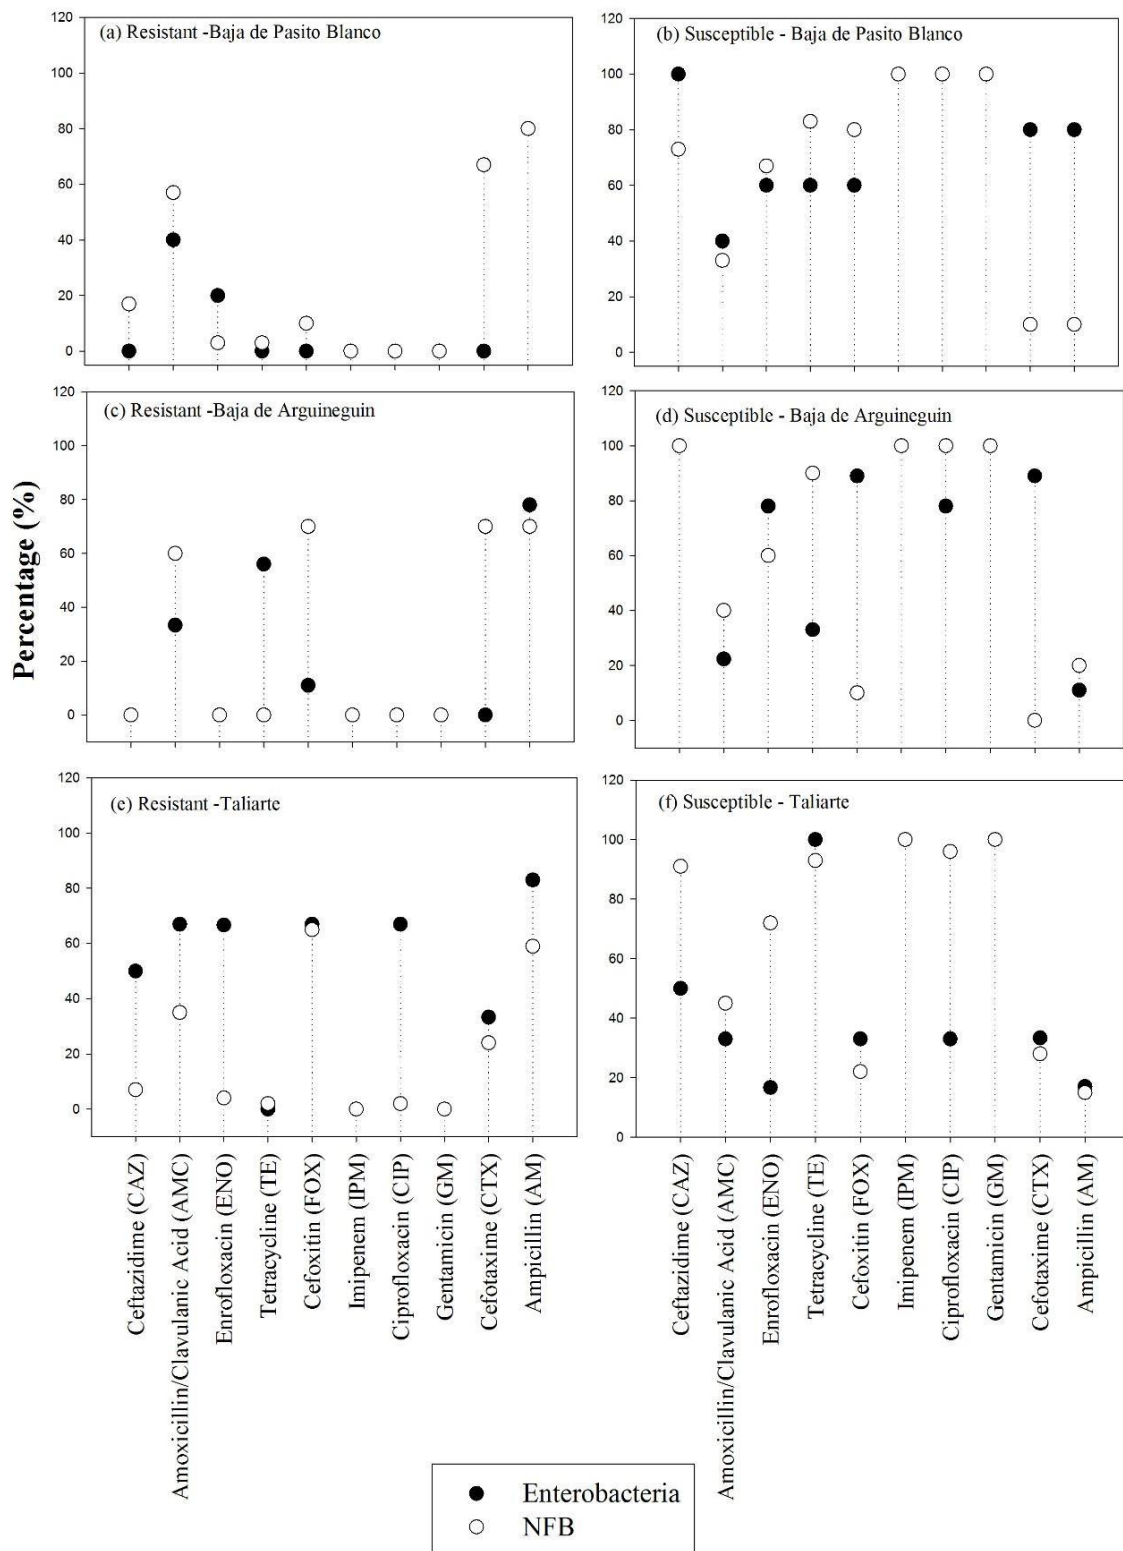 (a) Resistant -Baja de Pasito Blanco
120
100
80
60
40
20
0
(b) Susceptible - Baja de Pasito Blanco
120
100
80
60
40
20
0
Percentage (%)
(c) Resistant -Baja de Arguineguin
120
100
80
60
40
20
0
(d) Susceptible - Baja de Arguineguin
120
100
80
60
40
20
0
(e) Resistant -Taliarte
120
100
80
60
40
20
0
(f) Susceptible - Taliarte
120
100
80
60
40
20
0
Ceftazidime (CAZ)
Amoxicillin/Clavulanic Acid (AMC)
Enrofloxacin (ENO)
Tetracycline (TE)
Cefoxitin (FOX)
Imipenem (IPM)
Ciprofloxacin (CIP)
Gentamicin (GM)
Cefotaxime (CTX)
Ampicillin (AM)
Ceftazidime (CAZ)
Amoxicillin/Clavulanic Acid (AMC)
Enrofloxacin (ENO)
Tetracycline (TE)
Cefoxitin (FOX)
Imipenem (IPM)
Ciprofloxacin (CIP)
Gentamicin (GM)
Cefotaxime (CTX)
Ampicillin (AM)
Enterobacteria
NFB